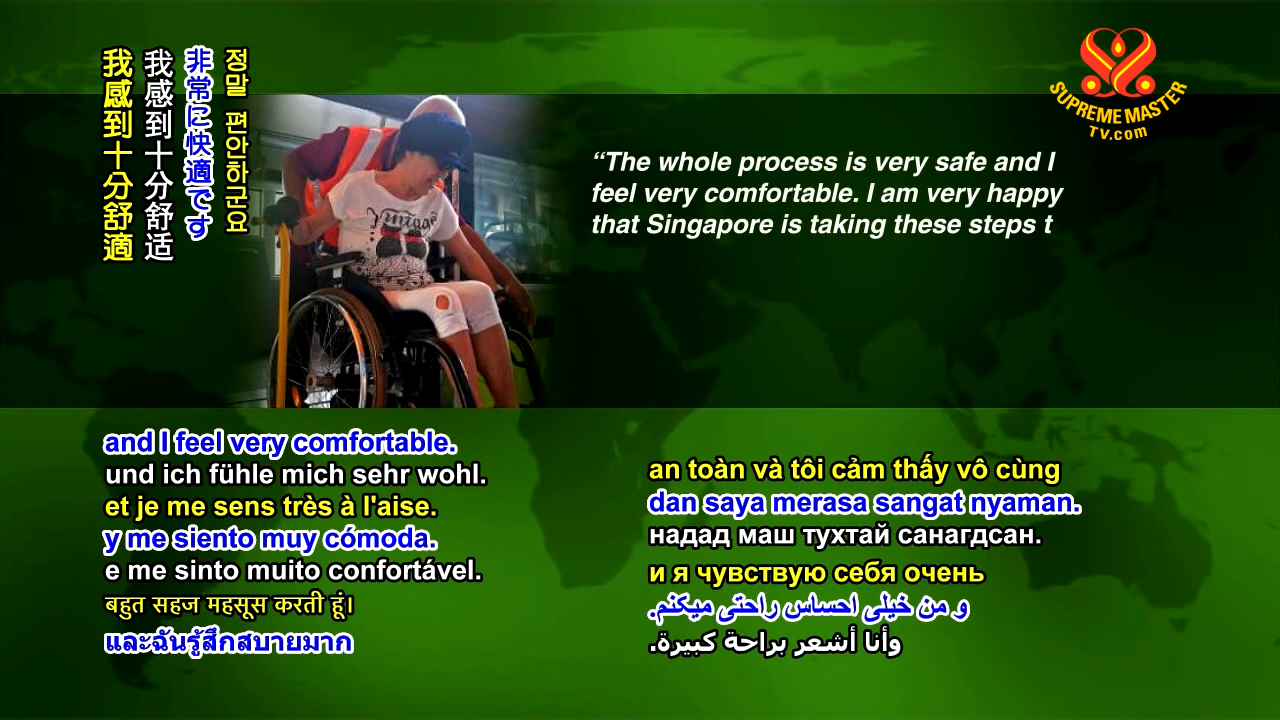 我感到十分舒適
我感到十分舒适
非常に快適です
정말 편안하군요
SUPREME MASTER
TV.com
“The whole process is very safe and I
feel very comfortable. I am very happy
that Singapore is taking these steps t
and I feel very comfortable.
und ich fühle mich sehr wohl.
et je me sens très à l'aise.
y me siento muy cómoda.
e me sinto muito confortável.
बहुत सहज महसूस करती हूं।
และฉันรู้สึกสบายมาก
an toàn và tôi cảm thấy vô cùng
dan saya merasa sangat nyaman.
надад маш тухтай санагдсан.
и я чувствую себя очень
و من خیلی احساس راحتی میکنم.
وأنا أشعر براحة كبيرة.
Vintage